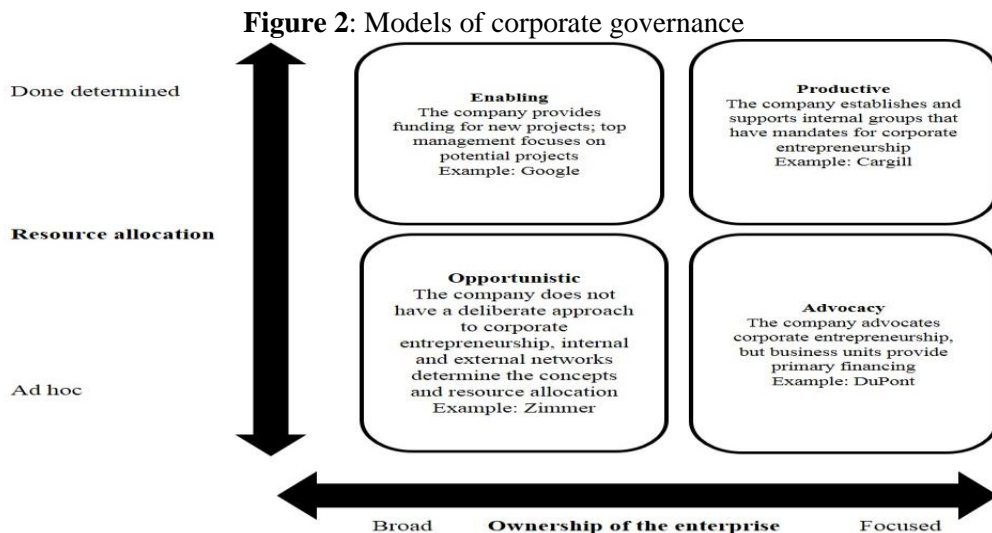 Figure 2: Models of corporate governance
Done determined
Enabling
The company provides
funding for new projects; top
management focuses on
potential projects
Example: Google
Productive
The company establishes and
supports internal groups that
have mandates for corporate
entrepreneurship
Example: Cargill
Resource allocation
Opportunistic
The company does not
have a deliberate approach
to corporate
entrepreneurship, internal
and external networks
determine the concepts
and resource allocation
Example: Zimmer
Advocacy
The company advocates
corporate entrepreneurship,
but business units provide
primary financing
Example: DuPont
Ad hoc
Broad Ownership of the enterprise Focused